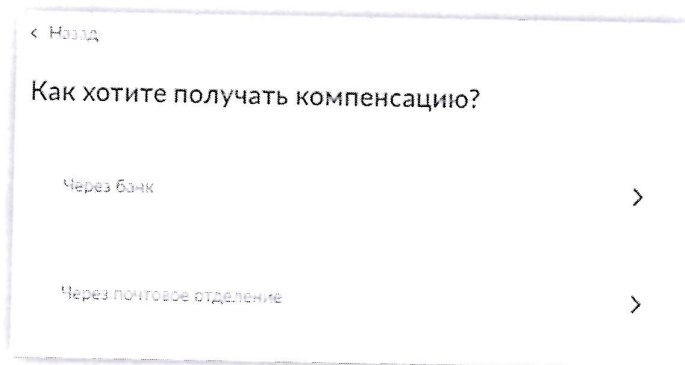 ‹ Назад
Как хотите получать компенсацию?
Через банк
Через почтовое отделение